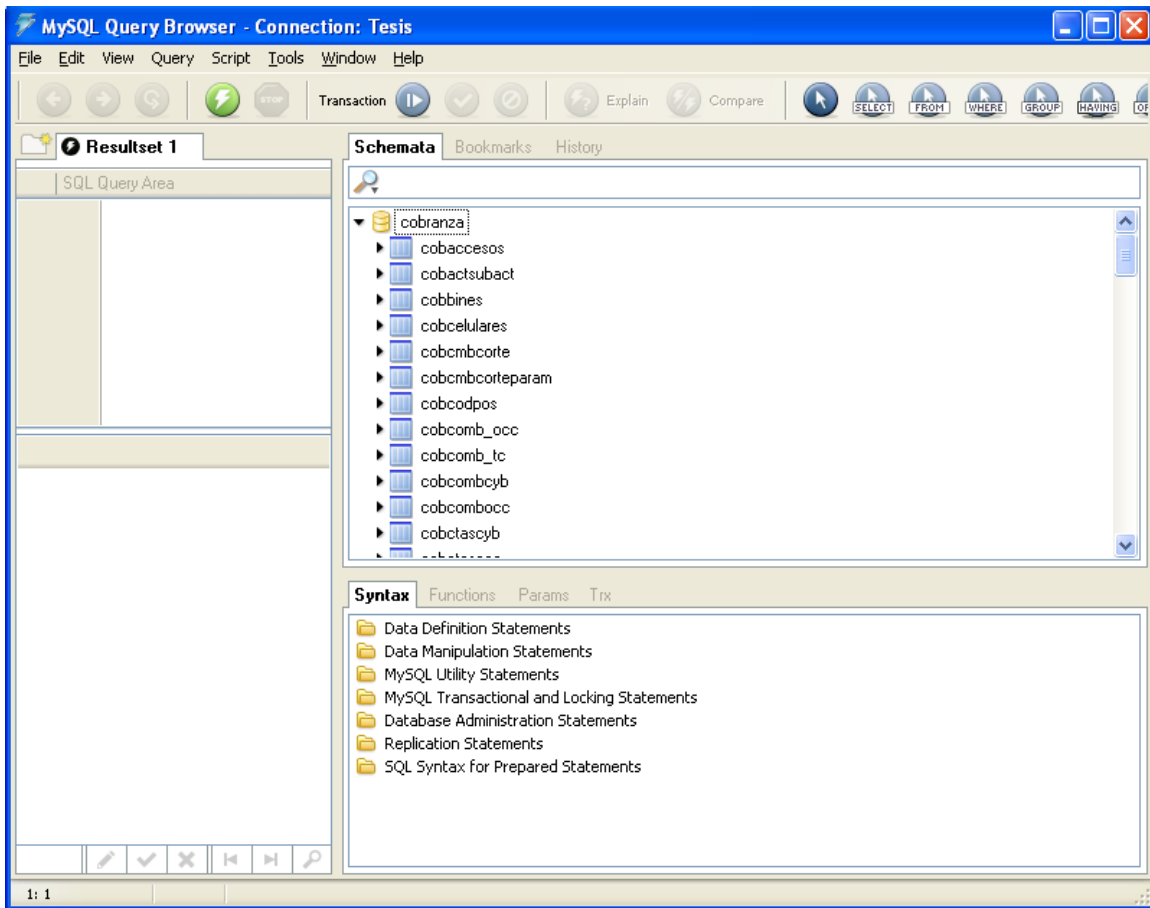 MySQL Query Browser - Connection: Tesis
File Edit View Query Script Tools Window Help
STOP Transaction Explain Compare SELECT FROM WHERE GROUP HAVING
Resultset 1
SQL Query Area
Schemata Bookmarks History
cobranza
cobaccesos
cobactsubact
cobbines
cobcelulares
cobcmbcorte
cobcmbcorteparam
cobcodpos
cobcomb_occ
cobcomb_tc
cobcombcyb
cobcombocc
cobctascyb
Syntax Functions Params Trx
Data Definition Statements
Data Manipulation Statements
MySQL Utility Statements
MySQL Transactional and Locking Statements
Database Administration Statements
Replication Statements
SQL Syntax for Prepared Statements
1: 1